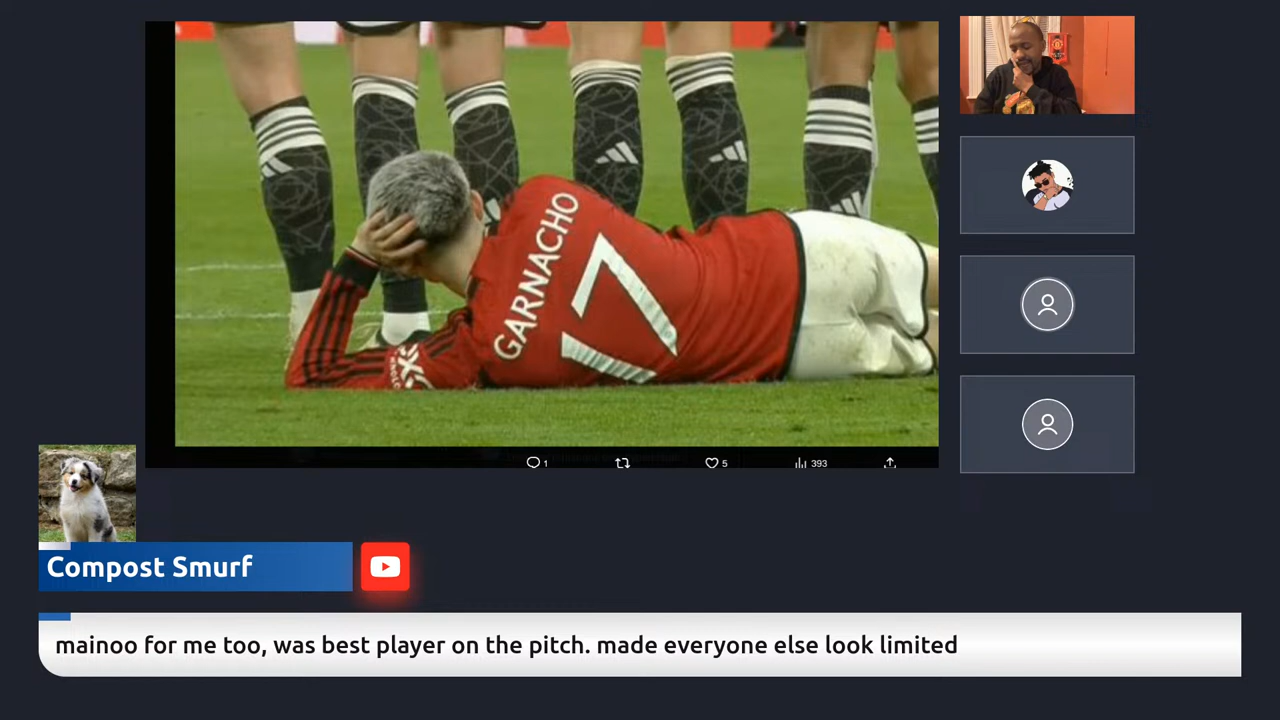 GARNACHO
17
1
5
393
Compost Smurf
mainoo for me too, was best player on the pitch. made everyone else look limited